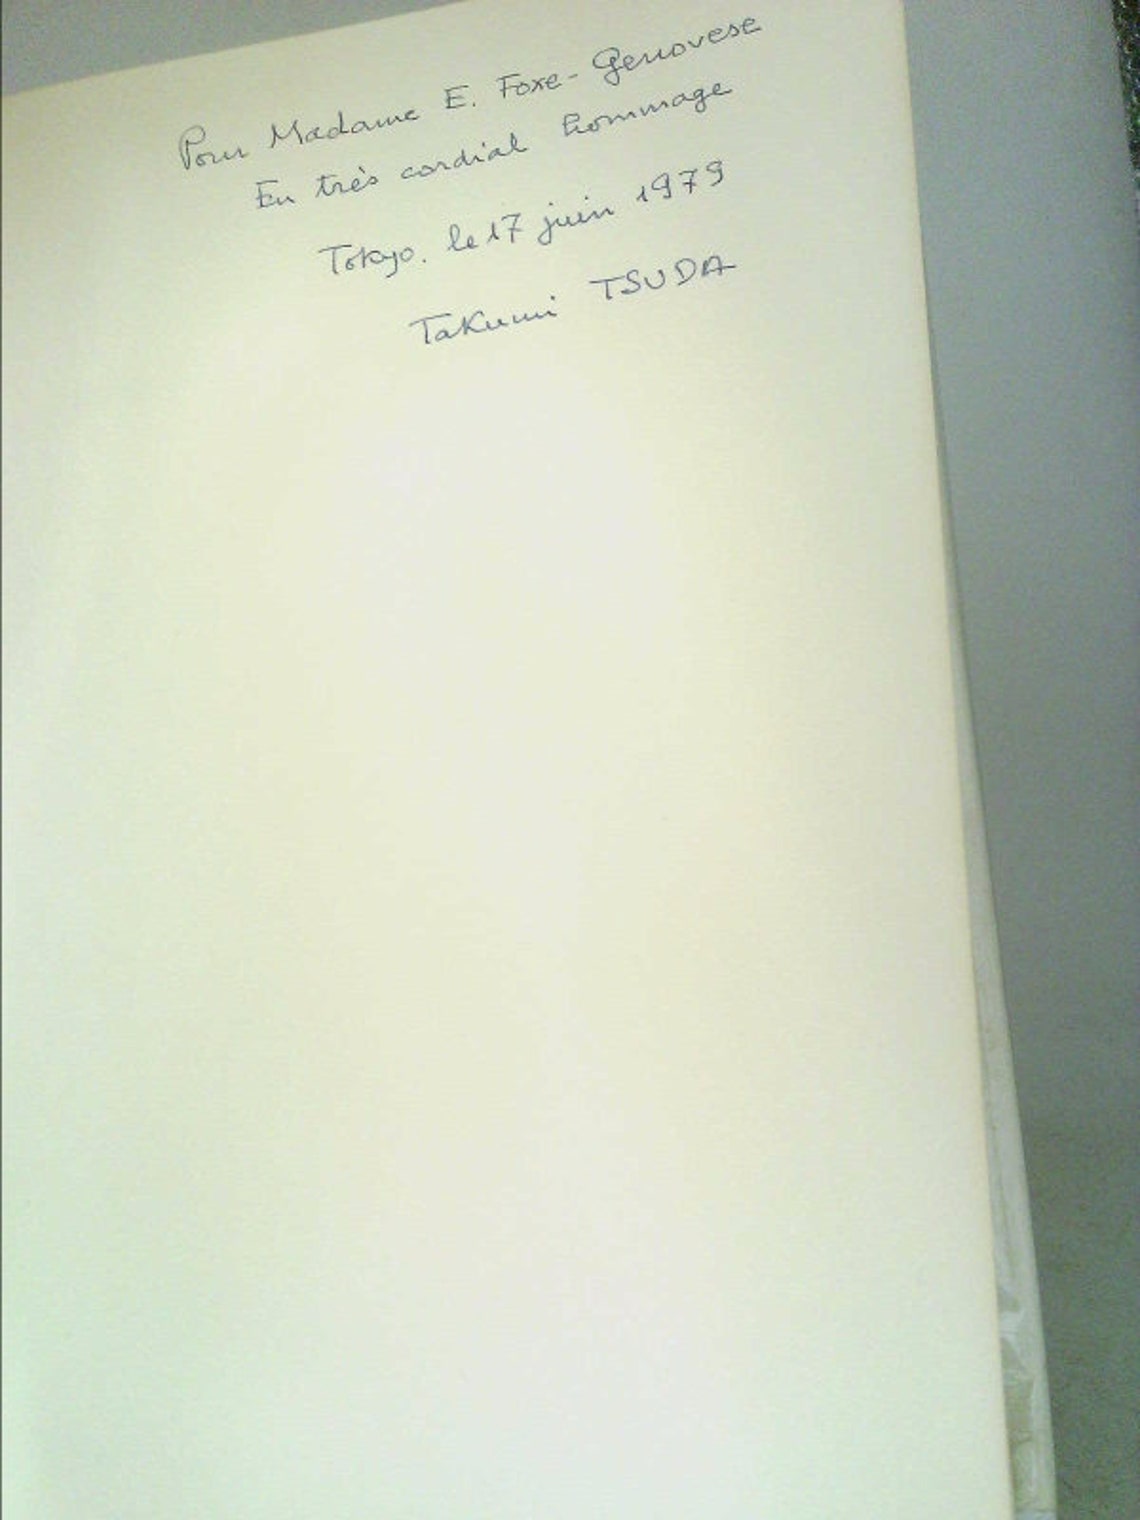 Pour Madame E. Foxe-Genovese
En très cordial hommage
Tokyo. le 17 juin 1979
Takumi TSUDA